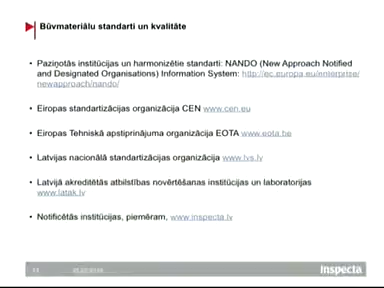 Būvmateriālu standarti un kvalitāte
• Paziņotās institūcijas un harmonizētie standarti: NANDO (New Approach Notified
and Designated Organisations) Information System: http://ec.europa.eu/enterprise/
newapproach/nando/
• Eiropas standartizācijas organizācija CEN www.cen.eu
• Eiropas Tehniskā apstiprinājuma organizācija EOTA www.eota.be
• Latvijas nacionālā standartizācijas organizācija www.lvs.lv
• Latvijā akreditētās atbilstības novērtēšanas institūcijas un laboratorijas
www.latak.lv
• Notificētās institūcijas, piemēram, www.inspecta.lv
inspecta